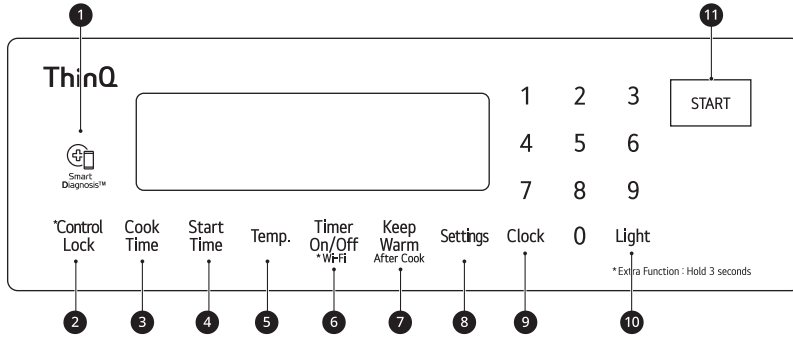 1
11
ThinQ
1 2 3
START
4 5 6
Smart
Diagnosis™
7 8 9
*Control
Lock
Cook
Time
Start
Time
Temp.
Timer
On/Off
*Wi-Fi
Keep
Warm
After Cook
Settings
Clock
0
Light
*Extra Function : Hold 3 seconds
2 3 4 5 6 7 8 9 10